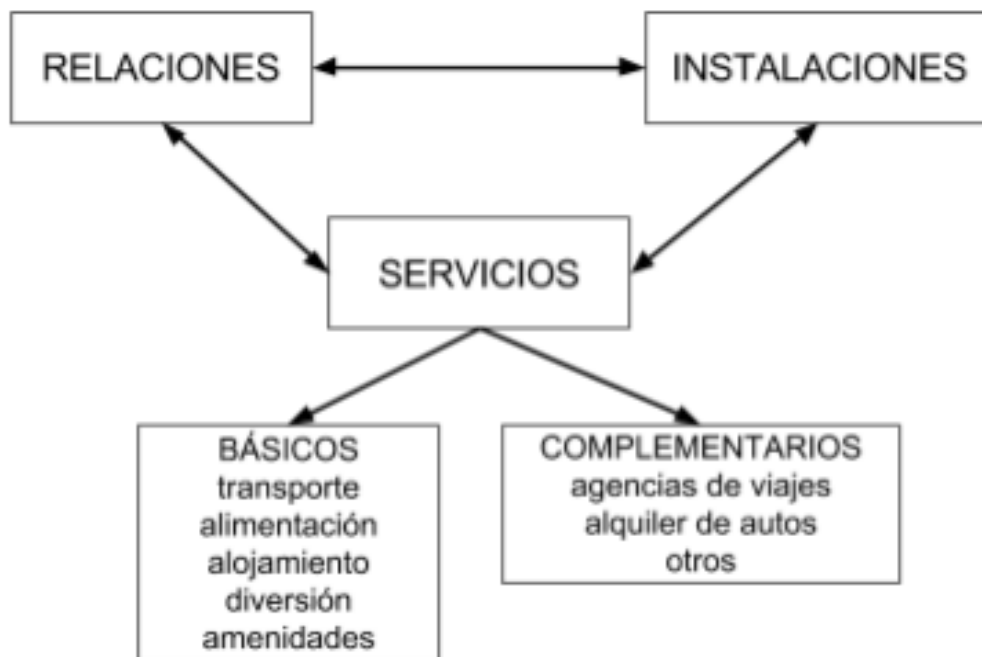 RELACIONES
INSTALACIONES
SERVICIOS
BÁSICOS
transporte
alimentación
alojamiento
diversión
amenidades
COMPLEMENTARIOS
agencias de viajes
alquiler de autos
otros